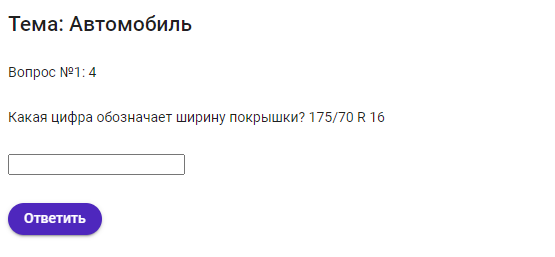 Тема: Автомобиль
Вопрос №1: 4
Какая цифра обозначает ширину покрышки? 175/70 R 16
Ответить